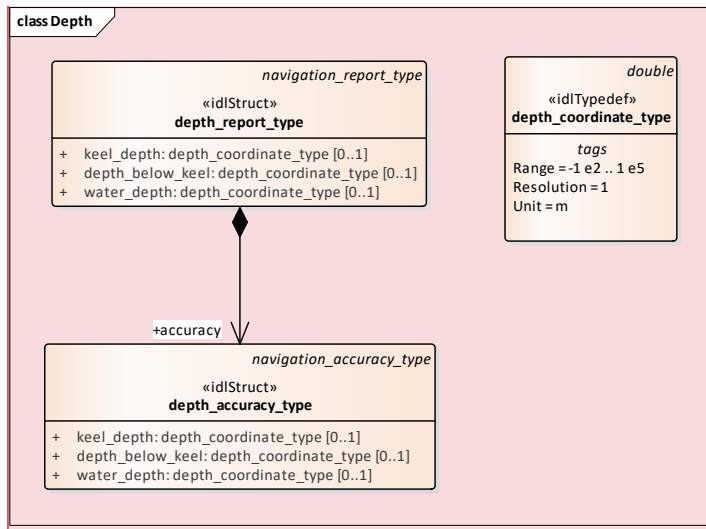 class Depth
navigation_report_type
«idlStruct»
depth_report_type
+ keel_depth: depth_coordinate_type [0..1]
+ depth_below_keel: depth_coordinate_type [0..1]
+ water_depth: depth_coordinate_type [0..1]
double
«idlTypedef»
depth_coordinate_type
tags
Range = -1 e2 .. 1 e5
Resolution = 1
Unit = m
+accuracy
navigation_accuracy_type
«idlStruct»
depth_accuracy_type
+ keel_depth: depth_coordinate_type [0..1]
+ depth_below_keel: depth_coordinate_type [0..1]
+ water_depth: depth_coordinate_type [0..1]